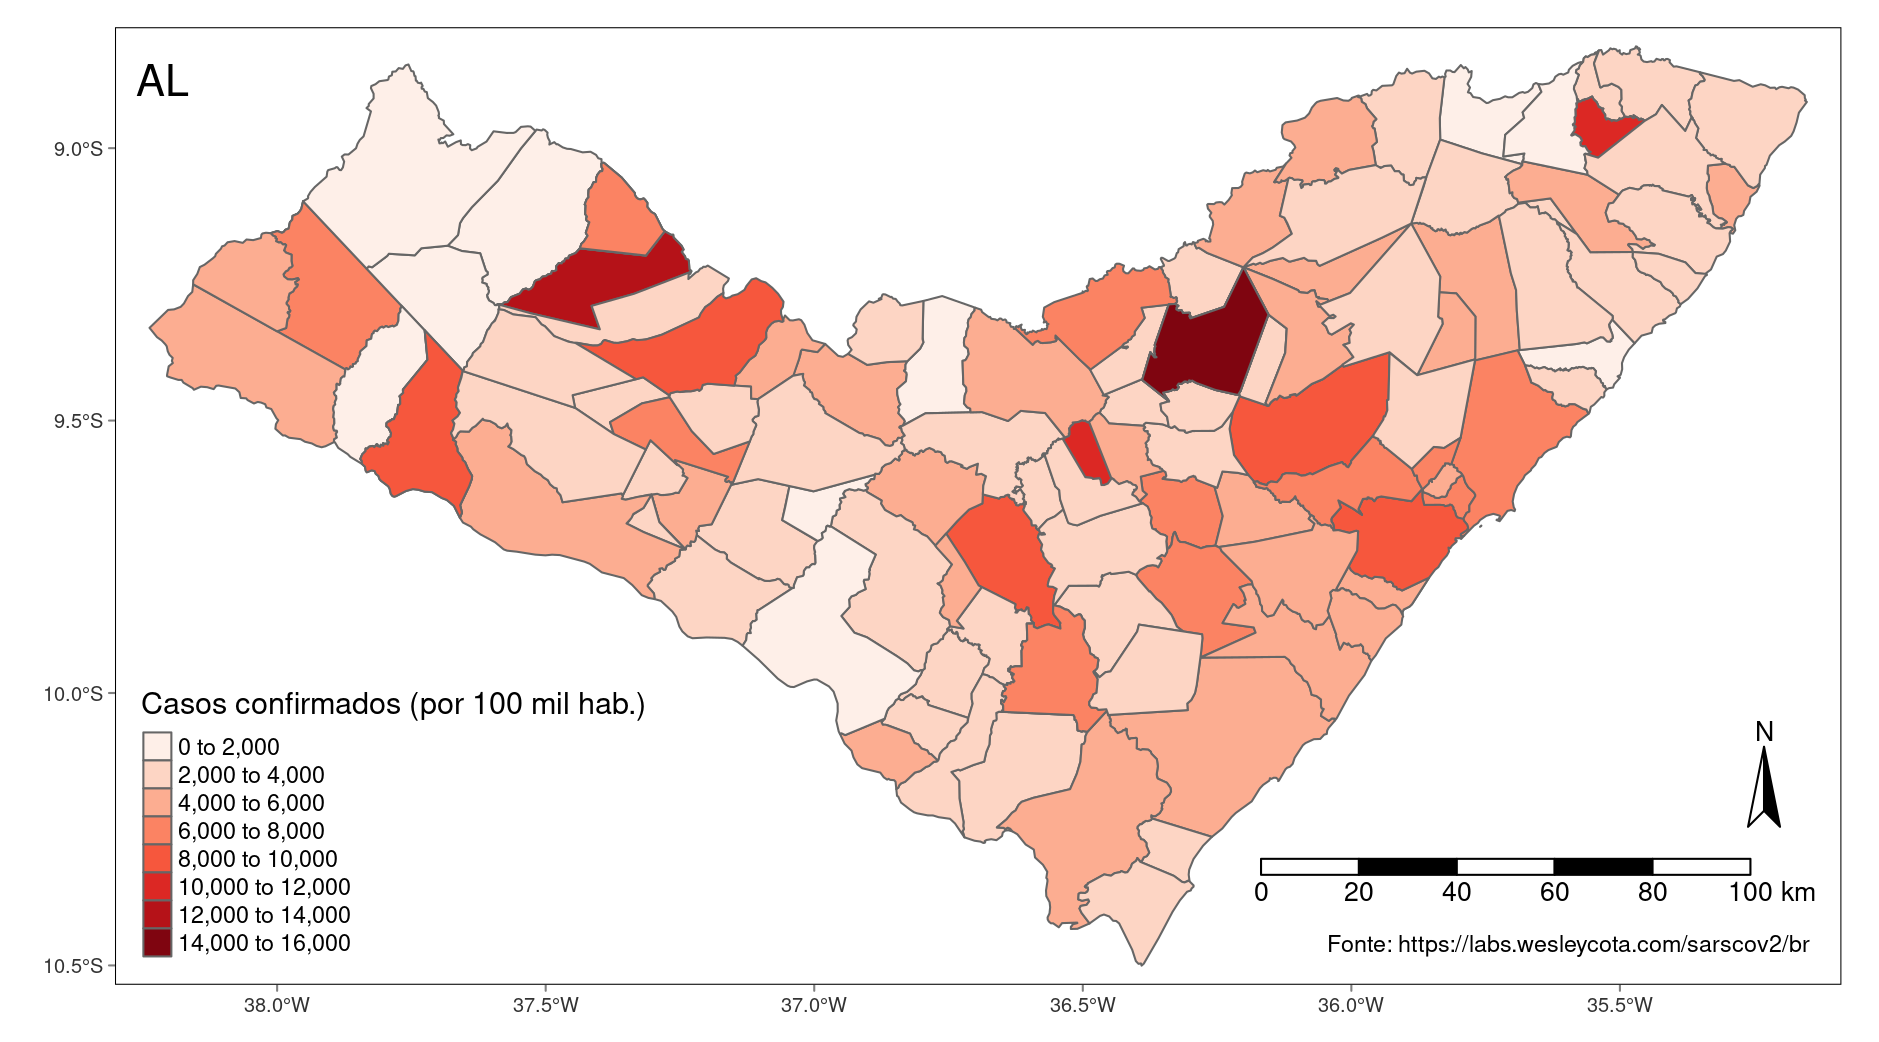 AL
9.0°S
9.5°S
10.0°S
10.5°S
Casos confirmados (por 100 mil hab.)
0 to 2,000
2,000 to 4,000
4,000 to 6,000
6,000 to 8,000
8,000 to 10,000
10,000 to 12,000
12,000 to 14,000
14,000 to 16,000
N
0 20 40 60 80 100 km
Fonte: https://labs.wesleycota.com/sarscov2/br
38.0°W 37.5°W 37.0°W 36.5°W 36.0°W 35.5°W